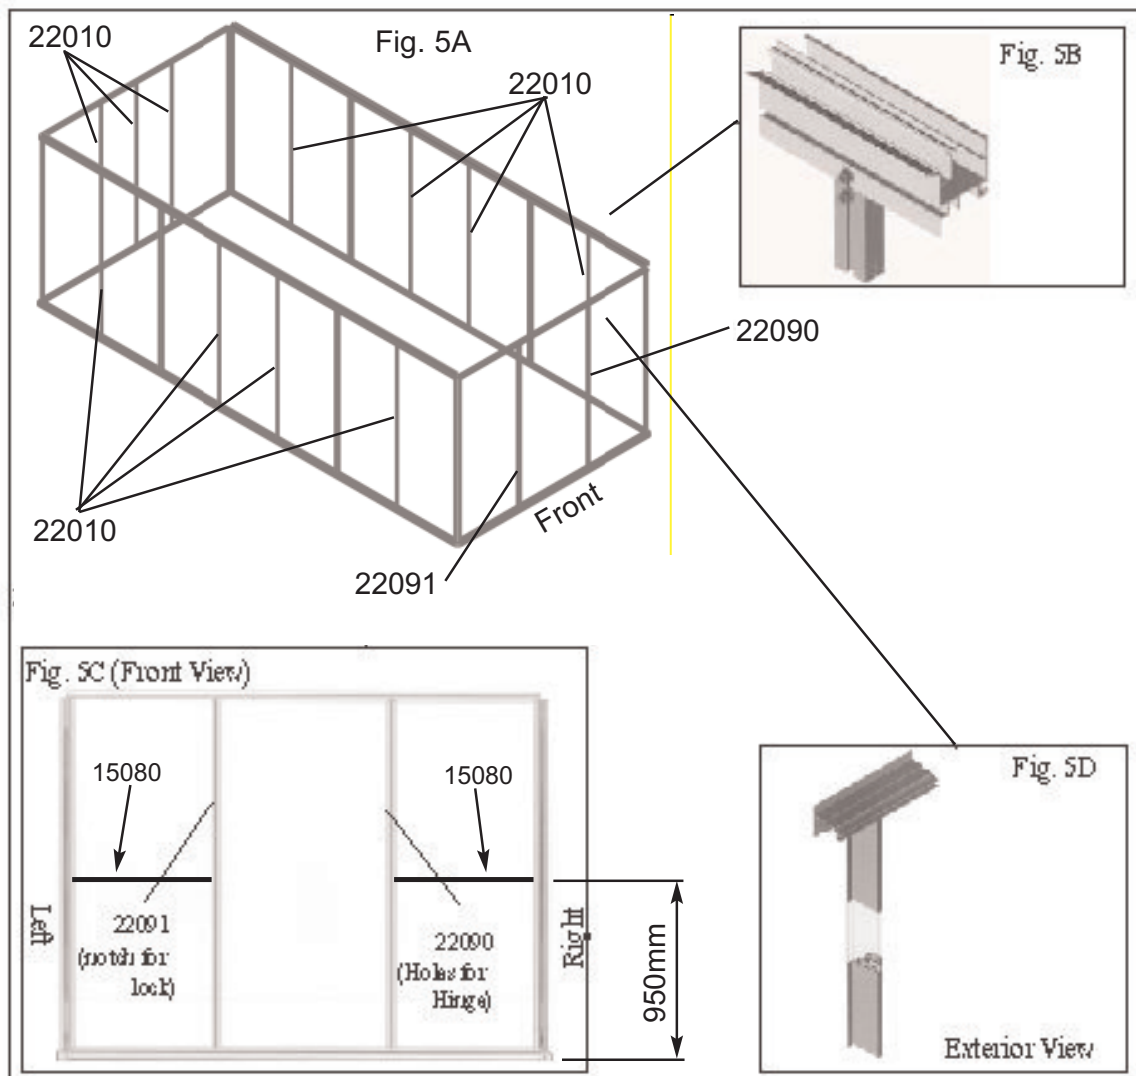 22010
Fig. 5A
22010
Fig. 5B
22090
22010
Front
22091
Fig. 5C (Front View)
15080
15080
Left
22091
(notch for
lock)
22090
(Holes for
Hinge)
Right
950mm
Fig. 5D
Exterior View